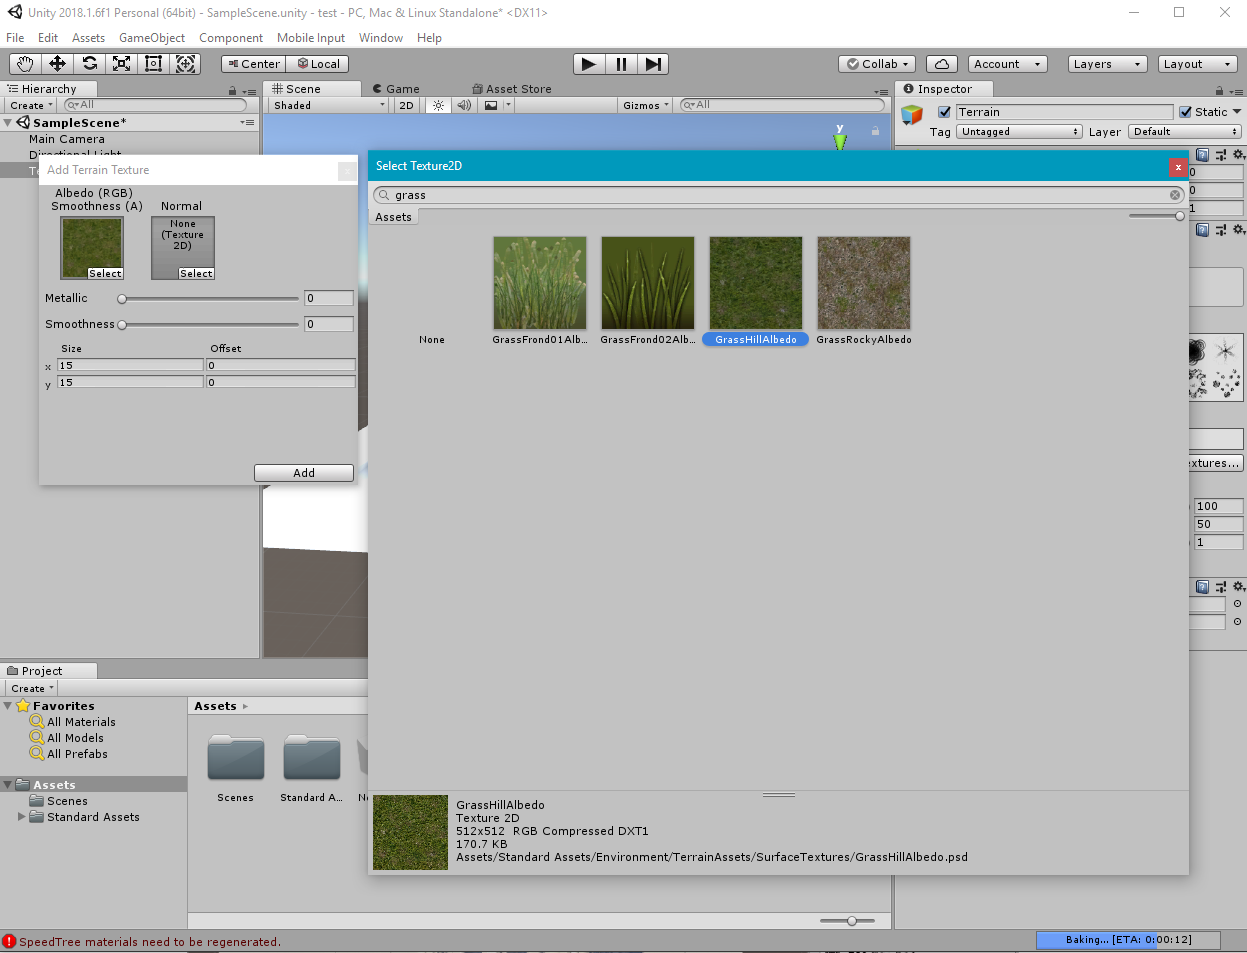 Unity 2018.1.6f1 Personal (64bit) - SampleScene.unity - test - PC, Mac & Linux Standalone* <DX11>
File Edit Assets GameObject Component Mobile Input Window Help
Center Local Collab Account Layers Layout
Hierarchy
Create All
SampleScene*
Main Camera
Directional Light
Scene Game Asset Store
Shaded 2D Gizmos All
y
Inspector
Terrain Static
Tag Untagged Layer Default
0
0
1
extures...
100
50
1
Add Terrain Texture
Albedo (RGB)
Smoothness (A) Normal
None
(Texture
2D)
Select Select
Metallic 0
Smoothness 0
Size Offset
x 15 0
y 15 0
Add
Select Texture2D
grass
Assets
None GrassFrond01Alb... GrassFrond02Alb... GrassHillAlbedo GrassRockyAlbedo
GrassHillAlbedo
Texture 2D
512x512 RGB Compressed DXT1
170.7 KB
Assets/Standard Assets/Environment/TerrainAssets/SurfaceTextures/GrassHillAlbedo.psd
Project
Create
Favorites
All Materials
All Models
All Prefabs
Assets
Scenes
Standard Assets
Assets
Scenes Standard A...
SpeedTree materials need to be regenerated.
Baking... [ETA: 0:00:12]